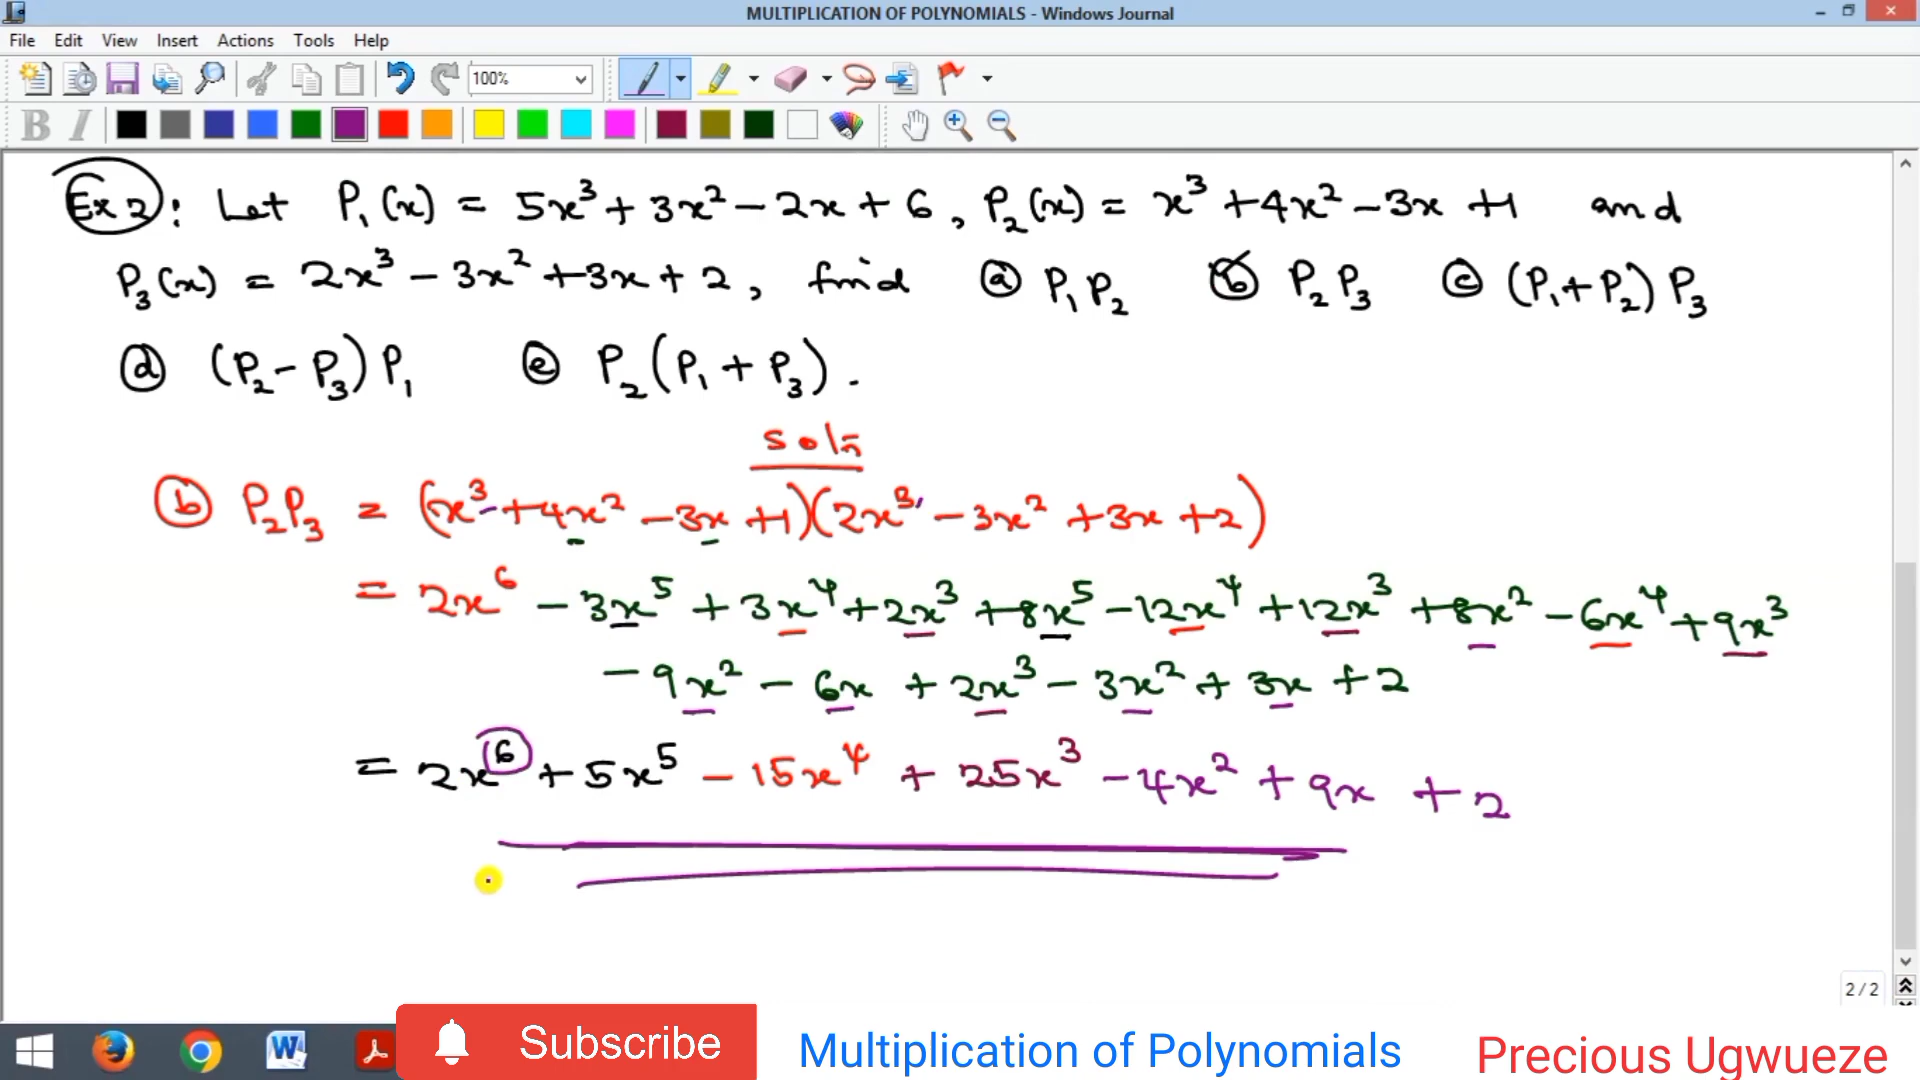 MULTIPLICATION OF POLYNOMIALS - Windows Journal
File Edit View Insert Actions Tools Help
100%
B I
Ex 2: Let P₁(x) = 5x³ + 3x² - 2x + 6, P₂(x) = x³ + 4x² - 3x + 1 and
P₃(x) = 2x³ - 3x² + 3x + 2, find ⓐ P₁P₂ ⓑ P₂P₃ ⓒ (P₁+P₂)P₃
ⓓ (P₂-P₃)P₁ ⓔ P₂(P₁ + P₃).
soln
ⓑ P₂P₃ = (x³ + 4x² - 3x + 1)(2x³ - 3x² + 3x + 2)
= 2x⁶ - 3x⁵ + 3x⁴ + 2x³ + 8x⁵ - 12x⁴ + 12x³ + 8x² - 6x⁴ + 9x³
- 9x² - 6x + 2x³ - 3x² + 3x + 2
= 2x⁶ + 5x⁵ - 15x⁴ + 25x³ - 4x² + 9x + 2
2 / 2
Subscribe Multiplication of Polynomials Precious Ugwueze